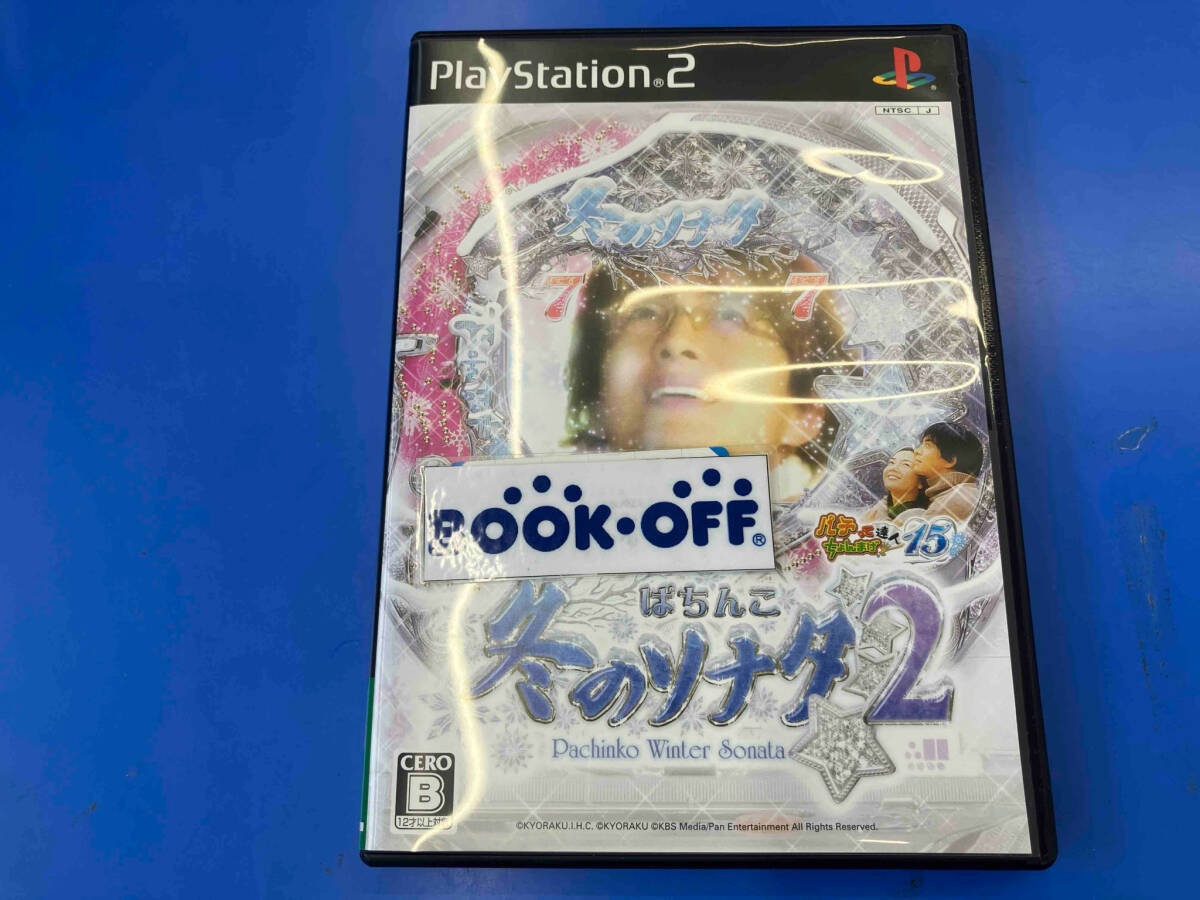 PlayStation®2
NTSC J
冬のソナタ
7 7
BOOK・OFF®
パチってちょんまげ達人 15
ぱちんこ
冬のソナタ 2
Pachinko Winter Sonata
CERO
B
12才以上対象
©KYORAKU.I.H.C. ©KYORAKU ©KBS Media/Pan Entertainment All Rights Reserved.